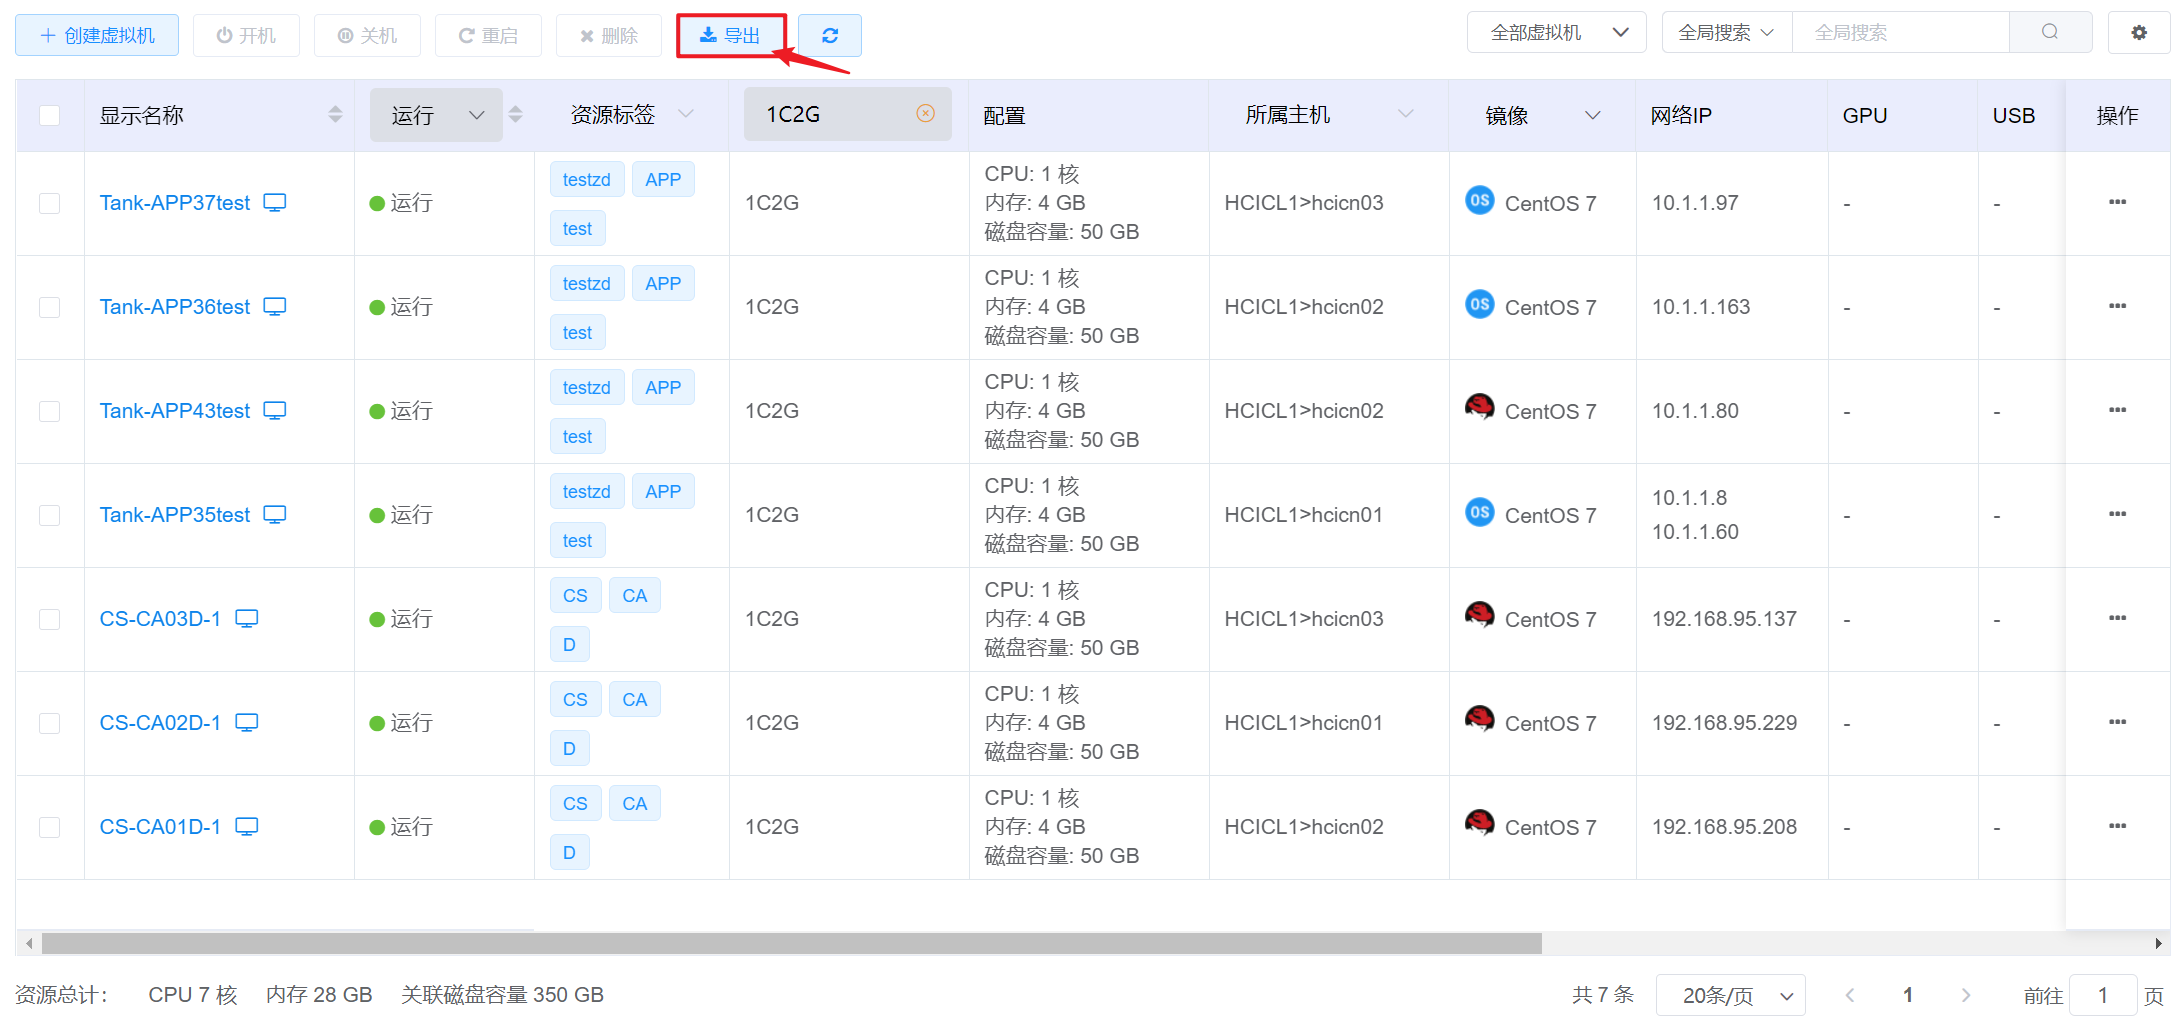 创建虚拟机 开机 关机 重启 删除 导出 全部虚拟机 全局搜索 全局搜索
显示名称 运行 资源标签 1C2G 配置 所属主机 镜像 网络IP GPU USB 操作
Tank-APP37test 运行 testzd APP test 1C2G CPU: 1 核 内存: 4 GB 磁盘容量: 50 GB HCICL1>hcicn03 OS CentOS 7 10.1.1.97 - - •••
Tank-APP36test 运行 testzd APP test 1C2G CPU: 1 核 内存: 4 GB 磁盘容量: 50 GB HCICL1>hcicn02 OS CentOS 7 10.1.1.163 - - •••
Tank-APP43test 运行 testzd APP test 1C2G CPU: 1 核 内存: 4 GB 磁盘容量: 50 GB HCICL1>hcicn02 CentOS 7 10.1.1.80 - - •••
Tank-APP35test 运行 testzd APP test 1C2G CPU: 1 核 内存: 4 GB 磁盘容量: 50 GB HCICL1>hcicn01 OS CentOS 7 10.1.1.8 10.1.1.60 - - •••
CS-CA03D-1 运行 CS CA D 1C2G CPU: 1 核 内存: 4 GB 磁盘容量: 50 GB HCICL1>hcicn03 CentOS 7 192.168.95.137 - - •••
CS-CA02D-1 运行 CS CA D 1C2G CPU: 1 核 内存: 4 GB 磁盘容量: 50 GB HCICL1>hcicn01 CentOS 7 192.168.95.229 - - •••
CS-CA01D-1 运行 CS CA D 1C2G CPU: 1 核 内存: 4 GB 磁盘容量: 50 GB HCICL1>hcicn02 CentOS 7 192.168.95.208 - - •••
资源总计： CPU 7 核 内存 28 GB 关联磁盘容量 350 GB 共 7 条 20条/页 1 前往 1 页